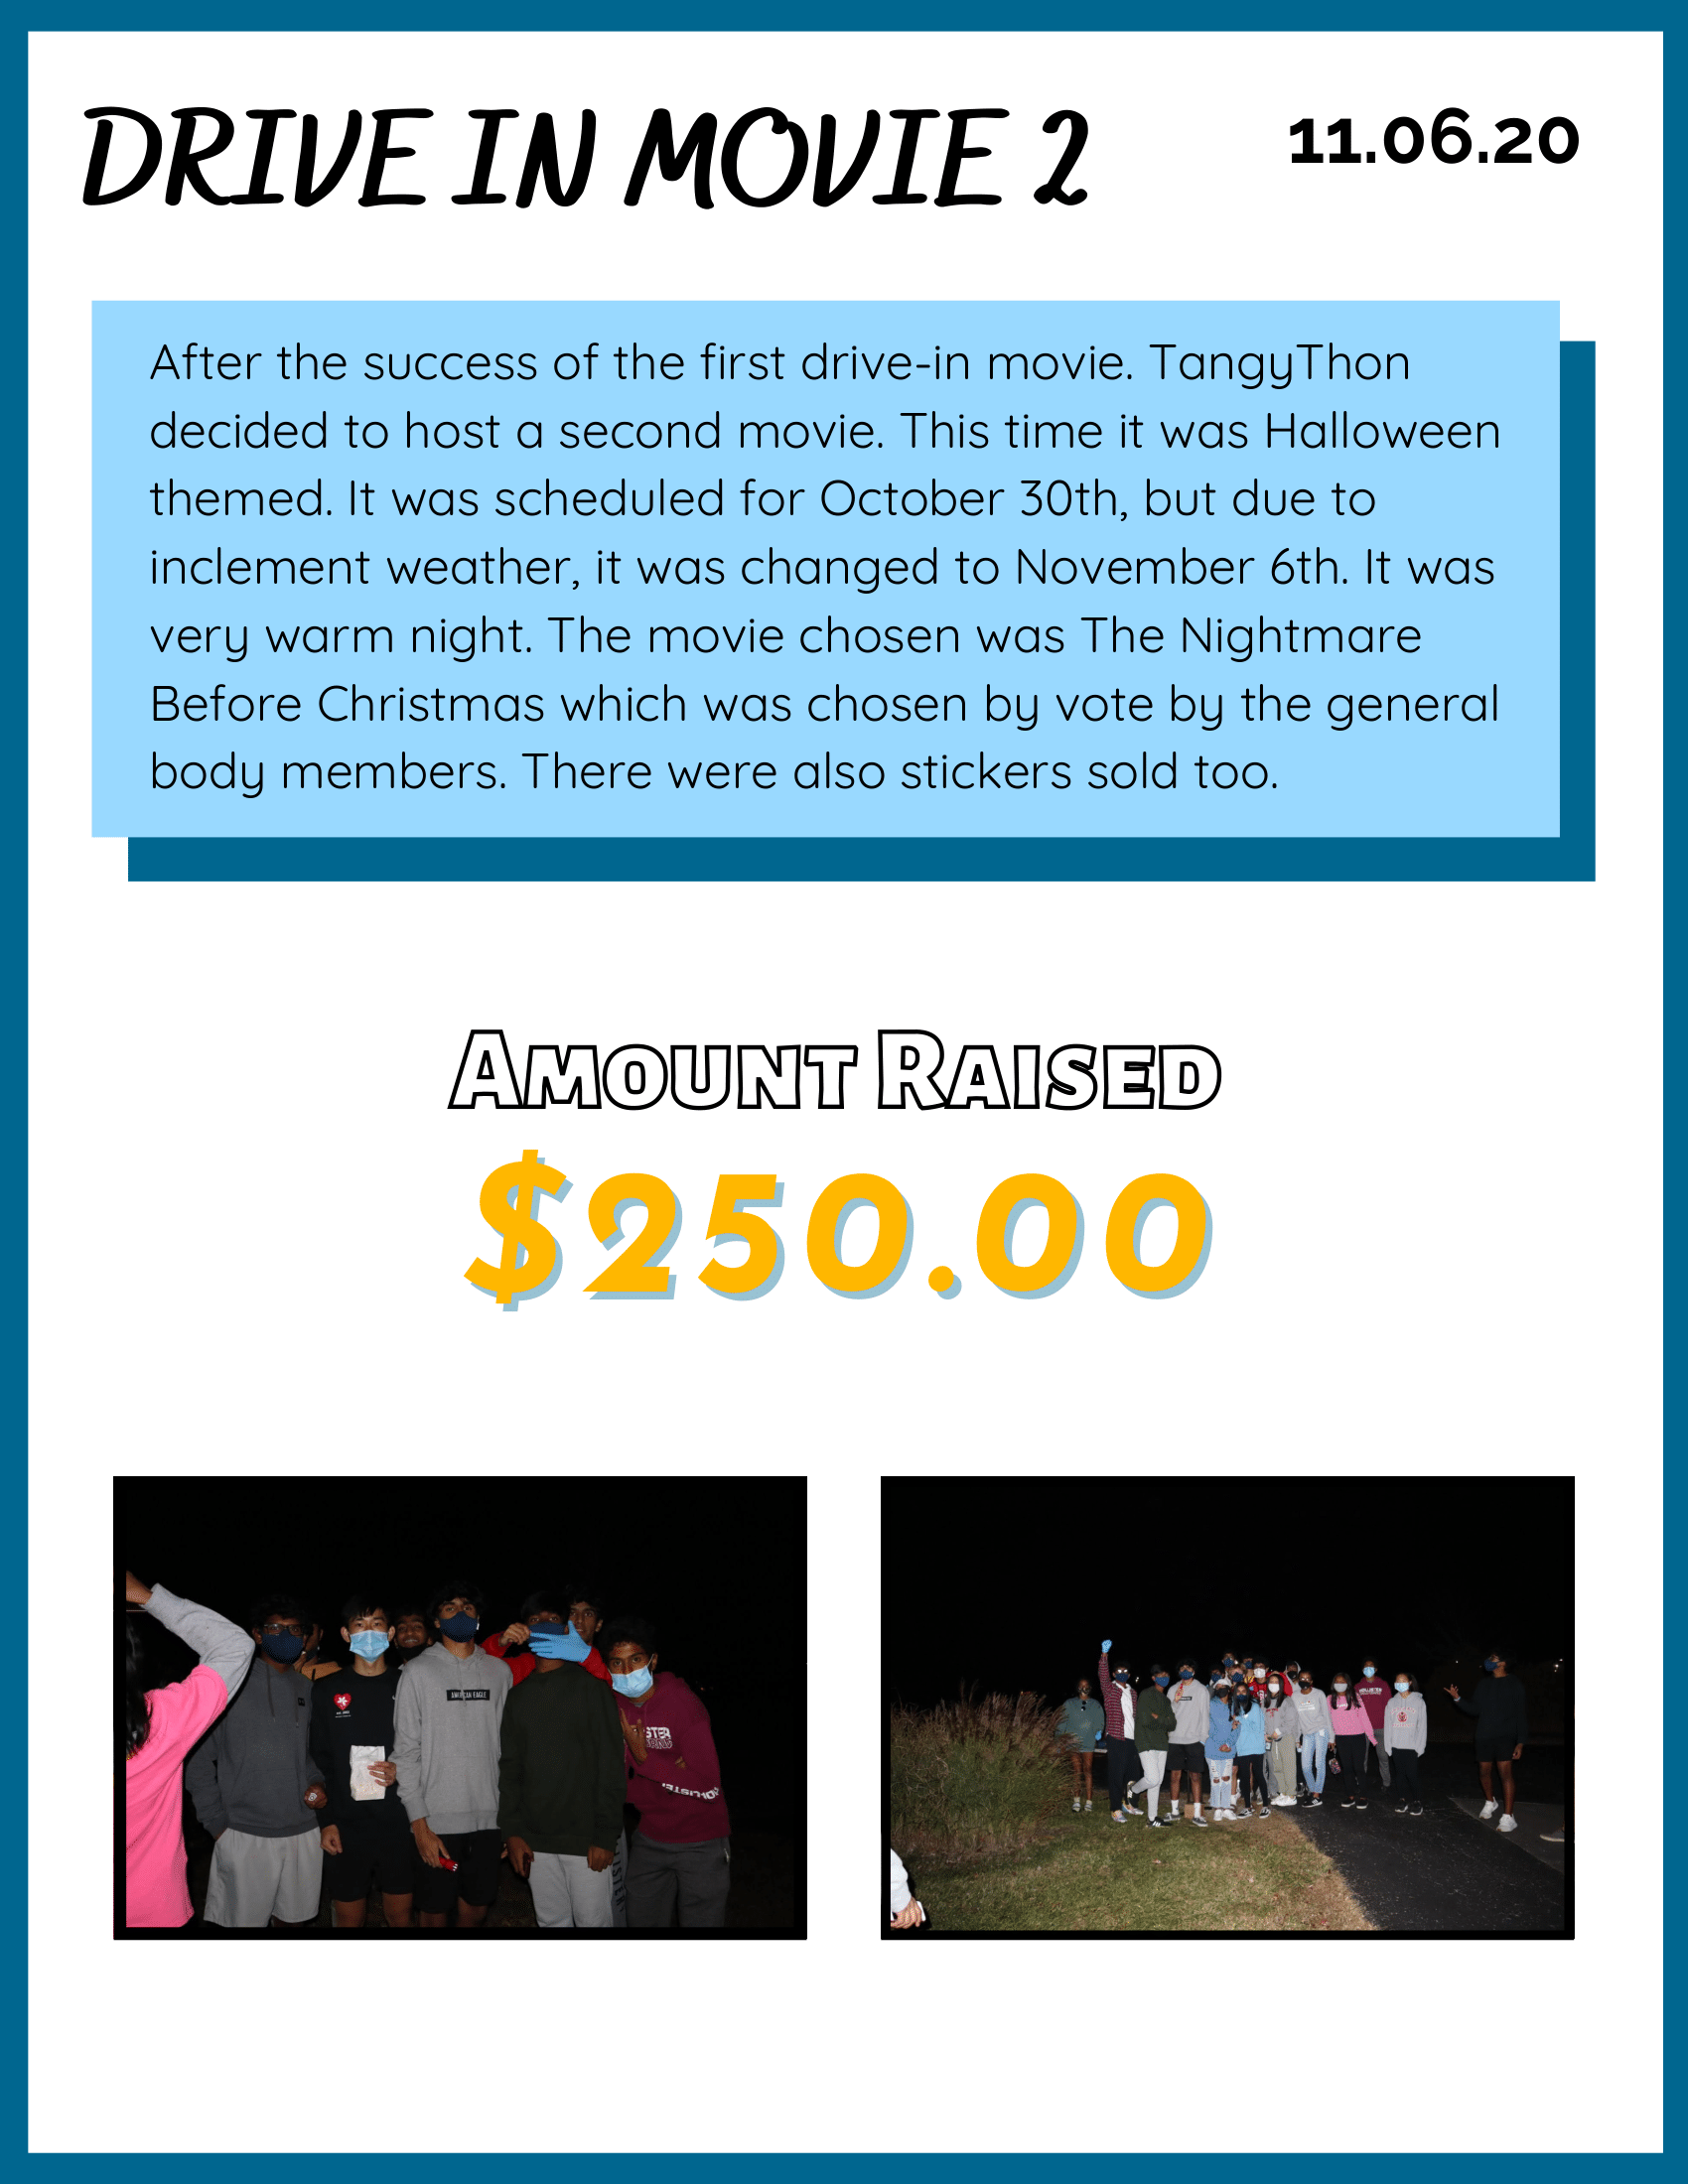 DRIVE IN MOVIE 2
11.06.20
After the success of the first drive-in movie. TangyThon
decided to host a second movie. This time it was Halloween
themed. It was scheduled for October 30th, but due to
inclement weather, it was changed to November 6th. It was
very warm night. The movie chosen was The Nightmare
Before Christmas which was chosen by vote by the general
body members. There were also stickers sold too.
Amount Raised
$250.00
AMERICAN EAGLE